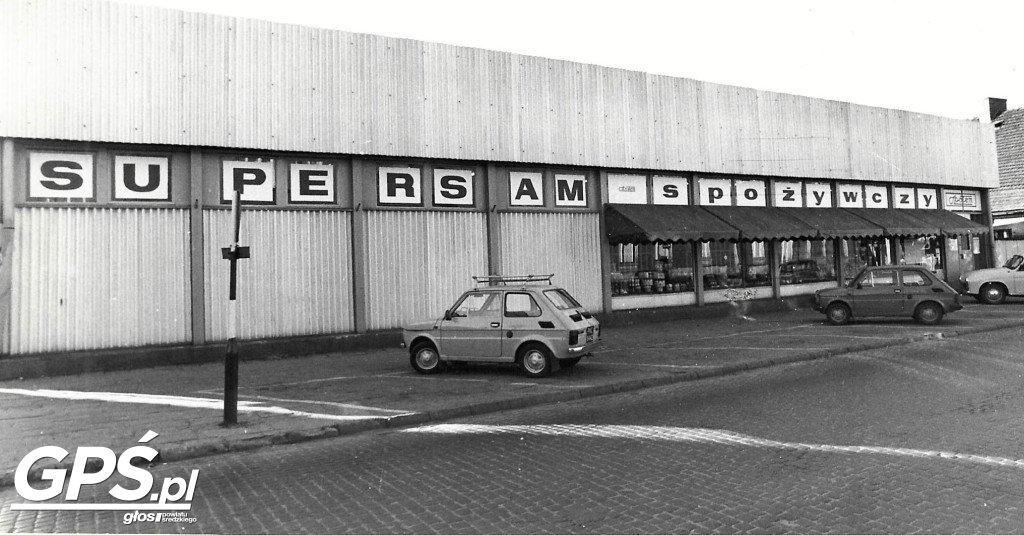 SUPERSAM spożywczy
GPŚ.pl
głos powiatu średzkiego